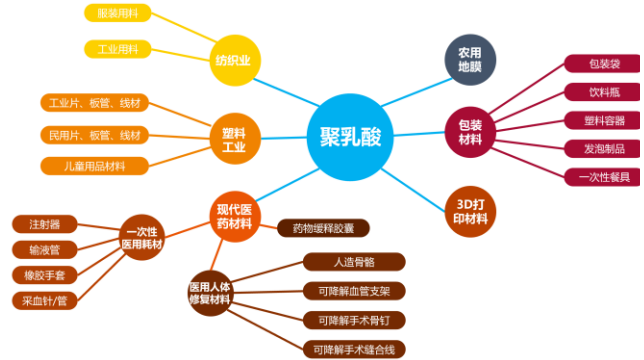 服装用料
工业用料
纺织业
农用
地膜
包装袋
饮料瓶
塑料容器
发泡制品
一次性餐具
包装
材料
聚乳酸
工业片、板管、线材
民用片、板管、线材
儿童用品材料
塑料
工业
3D打
印材料
现代医
药材料
药物缓释胶囊
一次性
医用耗材
注射器
输液管
橡胶手套
采血针/管
医用人体
修复材料
人造骨骼
可降解血管支架
可降解手术骨钉
可降解手术缝合线